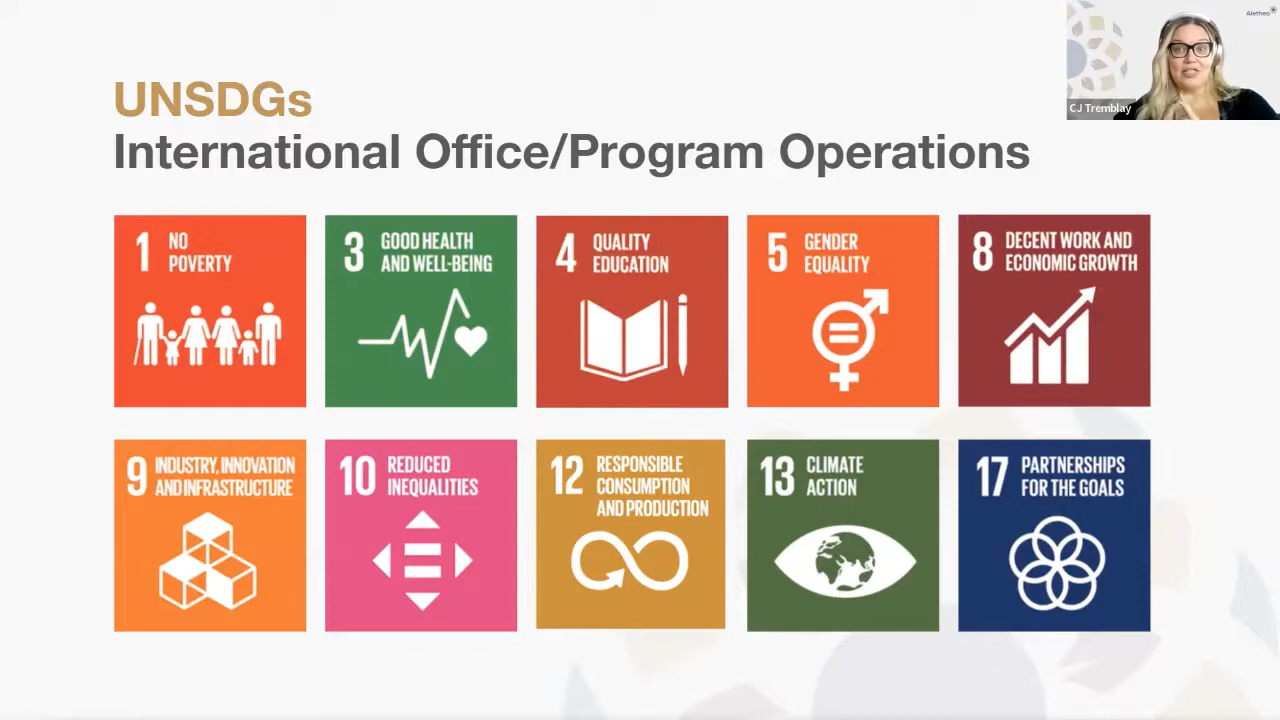 Aletheo
CJ Tremblay
UNSDGs
International Office/Program Operations
1 NO
POVERTY
3 GOOD HEALTH
AND WELL-BEING
4 QUALITY
EDUCATION
5 GENDER
EQUALITY
8 DECENT WORK AND
ECONOMIC GROWTH
9 INDUSTRY, INNOVATION
AND INFRASTRUCTURE
10 REDUCED
INEQUALITIES
12 RESPONSIBLE
CONSUMPTION
AND PRODUCTION
13 CLIMATE
ACTION
17 PARTNERSHIPS
FOR THE GOALS